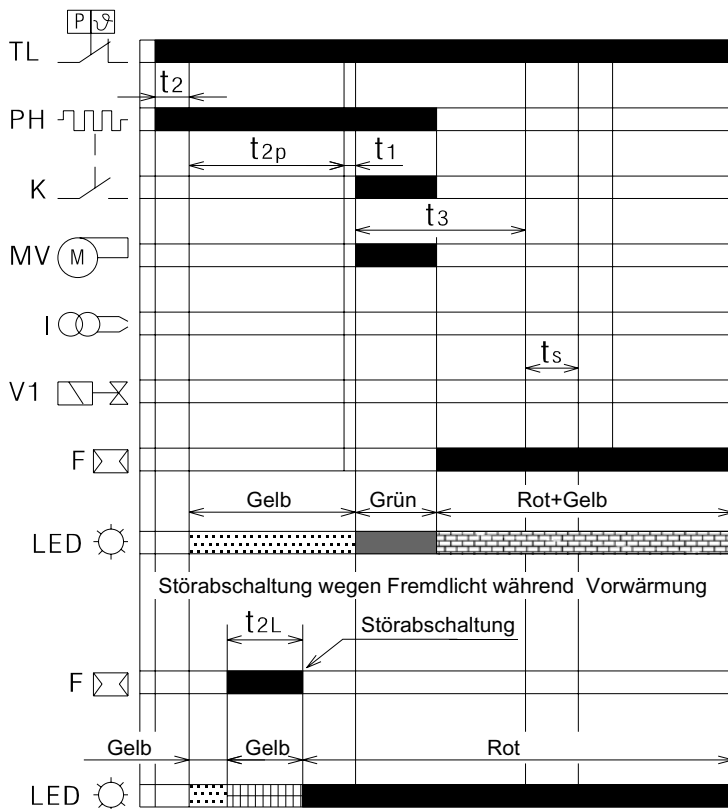 P ϑ
TL
t2
PH
t2p t1
K
t3
MV M
I
ts
V1
F
Gelb Grün Rot+Gelb
LED
Störabschaltung wegen Fremdlicht während Vorwärmung
t2L Störabschaltung
F
Gelb Gelb Rot
LED